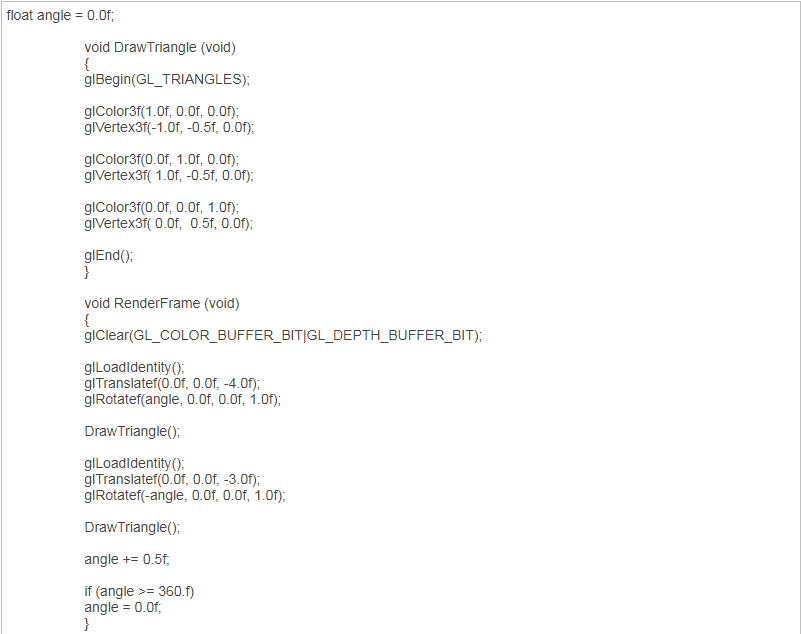 float angle = 0.0f;
void DrawTriangle (void)
{
glBegin(GL_TRIANGLES);
glColor3f(1.0f, 0.0f, 0.0f);
glVertex3f(-1.0f, -0.5f, 0.0f);
glColor3f(0.0f, 1.0f, 0.0f);
glVertex3f( 1.0f, -0.5f, 0.0f);
glColor3f(0.0f, 0.0f, 1.0f);
glVertex3f( 0.0f,  0.5f, 0.0f);
glEnd();
}
void RenderFrame (void)
{
glClear(GL_COLOR_BUFFER_BIT|GL_DEPTH_BUFFER_BIT);
glLoadIdentity();
glTranslatef(0.0f, 0.0f, -4.0f);
glRotatef(angle, 0.0f, 0.0f, 1.0f);
DrawTriangle();
glLoadIdentity();
glTranslatef(0.0f, 0.0f, -3.0f);
glRotatef(-angle, 0.0f, 0.0f, 1.0f);
DrawTriangle();
angle += 0.5f;
if (angle >= 360.f)
angle = 0.0f;
}